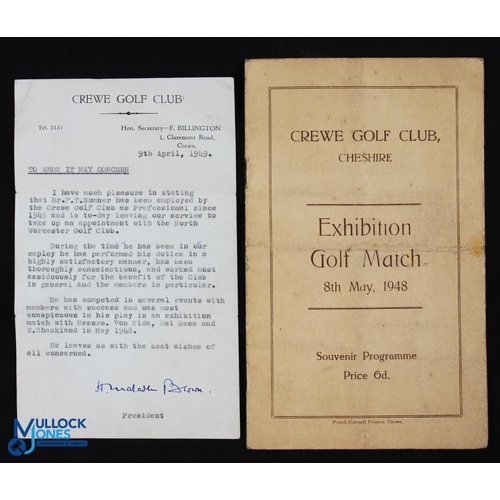 CREWE GOLF CLUB
Tel. 2151
Hon. Secretary—F. BILLINGTON
1, Claremont Road,
Crewe.
9th April, 1949.
TO WHOM IT MAY CONCERN
I have much pleasure in stating
that Mr.F.T.Sumner has been employed by
the Crewe Golf Club as Professional since
1945 and is to-day leaving our service to
take up an appointment with the North
Worcester Golf Club.
During the time he has been in our
employ he has performed his duties in a
highly satisfactory manner, has been
thoroughly conscientious, and worked most
assiduously for the benefit of the Club
in general and the members in particular.
He has competed in several events with
members with success and was most
conspicuous in his play in an exhibition
match with Messrs. Von Nida, Dai Rees and
W.Shankland in May 1948.
He leaves us with the best wishes of
all concerned.
President
CREWE GOLF CLUB,
CHESHIRE
Exhibition
Golf Match
8th May, 1948
Souvenir Programme
Price 6d.
Frank Cotterill Printer, Crewe.
MULLOCK
JONES